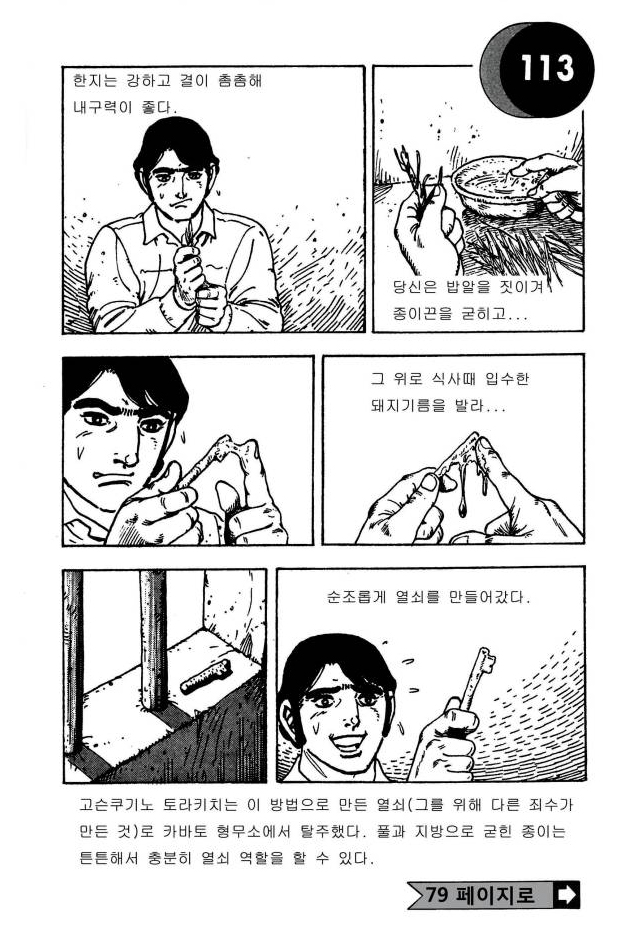 113
한지는 강하고 결이 촘촘해
내구력이 좋다.
당신은 밥알을 짓이겨
종이끈을 굳히고...
그 위로 식사때 입수한
돼지기름을 발라...
순조롭게 열쇠를 만들어갔다.
고슨쿠기노 토라키치는 이 방법으로 만든 열쇠(그를 위해 다른 죄수가
만든 것)로 카바토 형무소에서 탈주했다. 풀과 지방으로 굳힌 종이는
튼튼해서 충분히 열쇠 역할을 할 수 있다.
79 페이지로